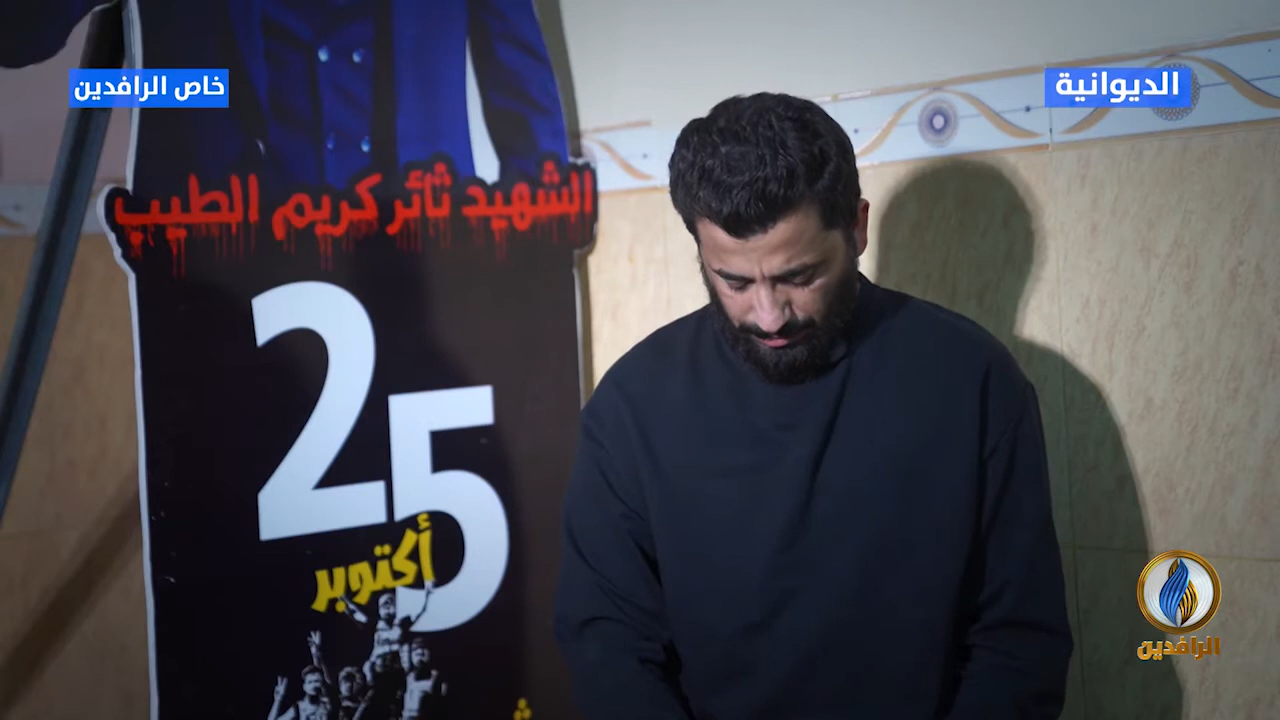 الديوانية
خاص الرافدين
الشهيد ثائر كريم الطيب
25
أكتوبر
الرافدين